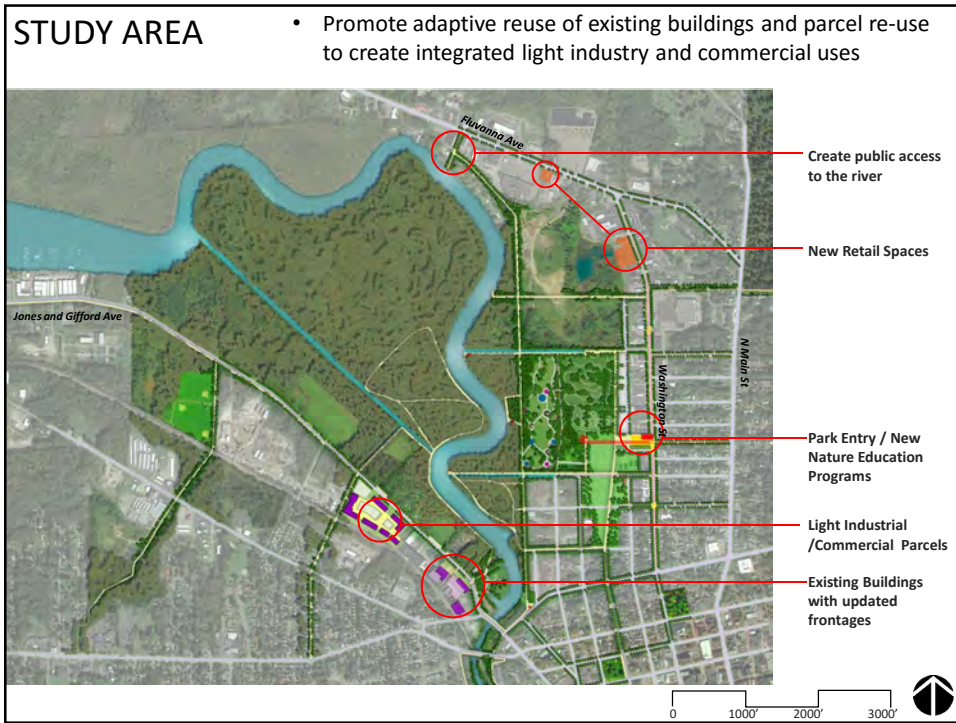 STUDY AREA
• Promote adaptive reuse of existing buildings and parcel re-use
to create integrated light industry and commercial uses
Fluvanna Ave
Create public access
to the river
New Retail Spaces
Jones and Gifford Ave
N Main St
Washington St
Park Entry / New
Nature Education
Programs
Light Industrial
/Commercial Parcels
Existing Buildings
with updated
frontages
0 1000' 2000' 3000'